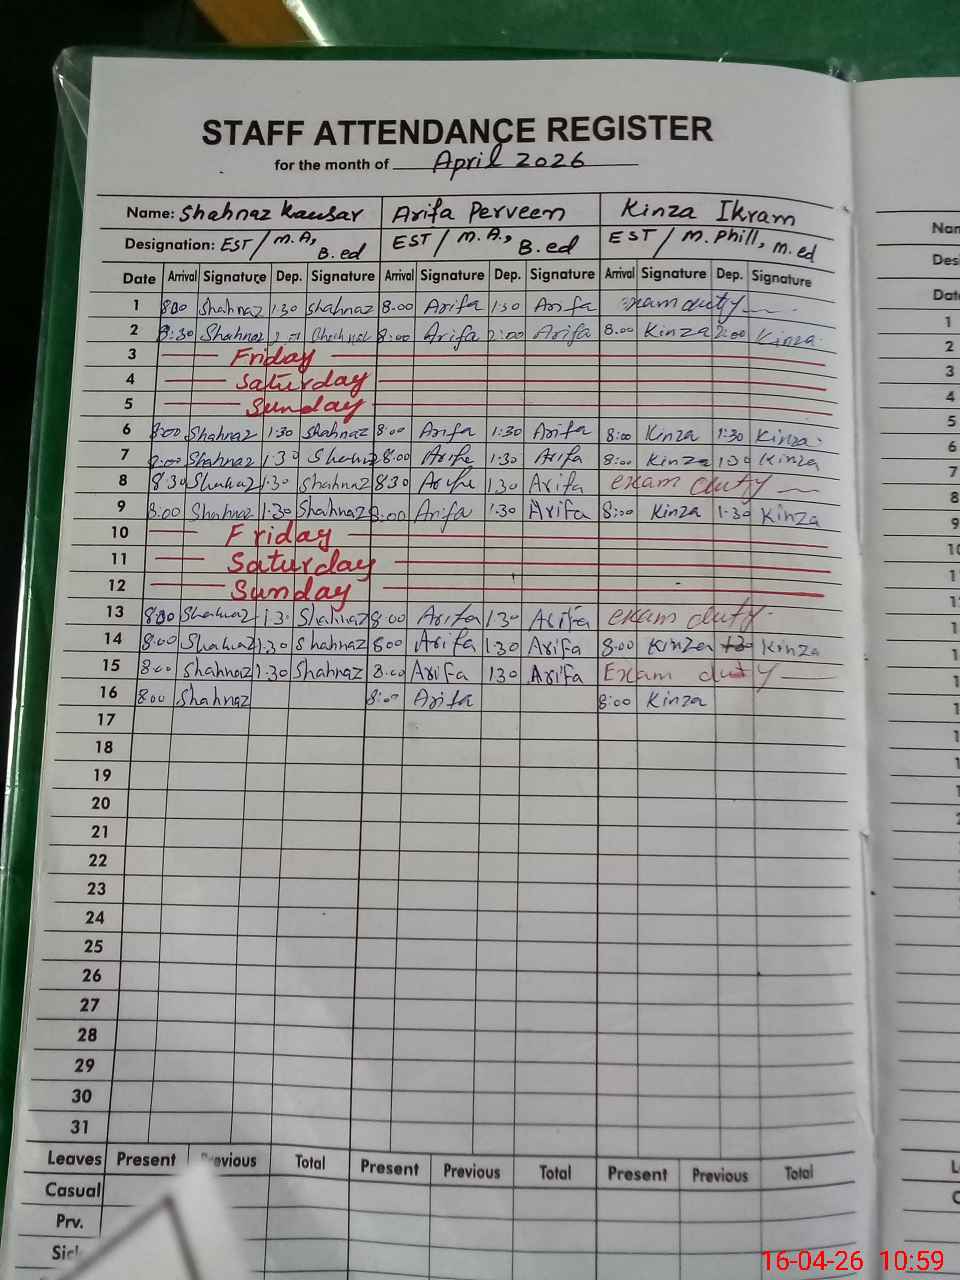 STAFF ATTENDANCE REGISTER
for the month of April 2026
Name: Shahnaz Kausar Arifa Perveen Kinza Ikram
Designation: EST / M.A, B.ed EST / M.A., B.ed EST / M.Phill, m.ed
Date Arrival Signature Dep. Signature Arrival Signature Dep. Signature Arrival Signature Dep. Signature
1 8:00 Shahnaz 1:30 Shahnaz 8.00 Arifa 1:30 Arifa exam duty
2 8:30 Shahnaz 8:00 Arifa 2:00 Arifa 8.00 Kinza 2:00 Kinza
3 Friday
4 Saturday
5 Sunday
6 8:00 Shahnaz 1:30 Shahnaz 8:00 Arifa 1:30 Arifa 8:00 Kinza 1:30 Kinza
7 8:00 Shahnaz 1:30 Shahnaz 8:00 Arifa 1:30 Arifa 8:00 Kinza 1:30 Kinza
8 8:30 Shahnaz 1:30 Shahnaz 8:30 Arifa 1:30 Arifa exam duty
9 8:00 Shahnaz 1:30 Shahnaz 8:00 Arifa 1:30 Arifa 8:00 Kinza 1:30 Kinza
10 Friday
11 Saturday
12 Sunday
13 8:00 Shahnaz 1:30 Shahnaz 8:00 Arifa 1:30 Arifa exam duty
14 8:00 Shahnaz 1:30 Shahnaz 8:00 Arifa 1:30 Arifa 8:00 Kinza 1:30 Kinza
15 8:00 Shahnaz 1:30 Shahnaz 8:00 Arifa 1:30 Arifa Exam duty
16 8:00 Shahnaz 8:00 Arifa 8:00 Kinza
17
18
19
20
21
22
23
24
25
26
27
28
29
30
31
Leaves Present Previous Total Present Previous Total Present Previous Total
Casual
Prv.
16-04-26 10:59